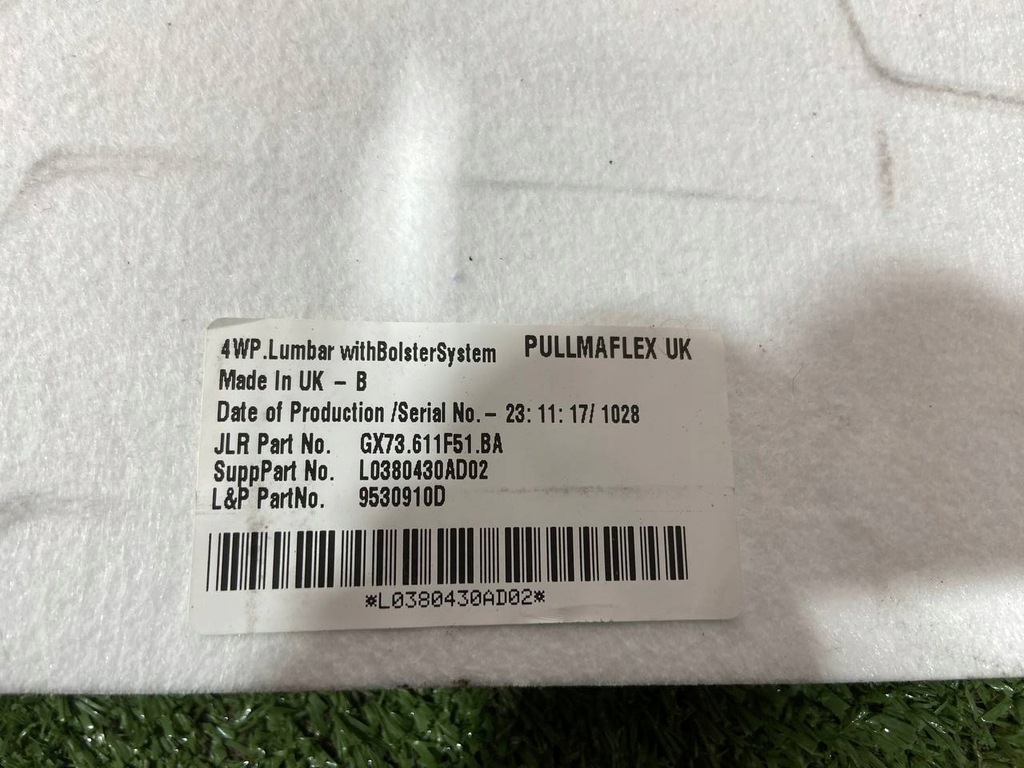 4WP.Lumbar withBolsterSystem PULLMAFLEX UK
Made In UK – B
Date of Production /Serial No.– 23: 11: 17/ 1028
JLR Part No. GX73.611F51.BA
SuppPart No. L0380430AD02
L&P PartNo. 9530910D
*L0380430AD02*